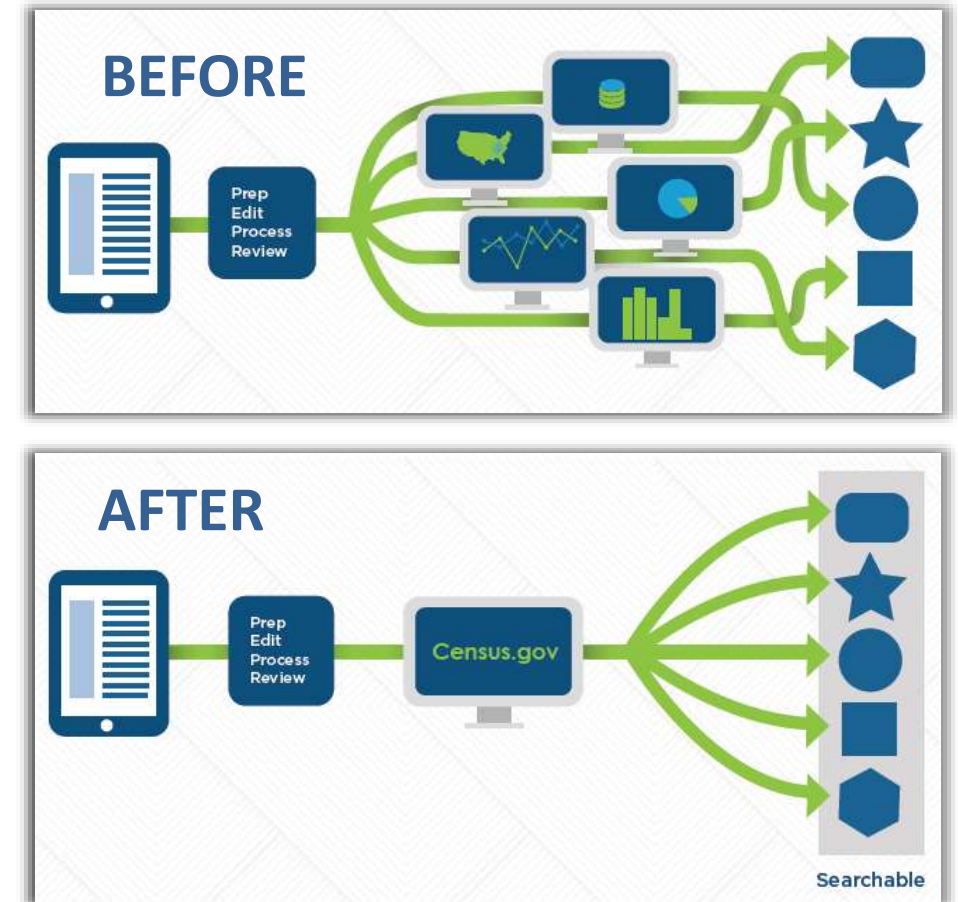 BEFORE
Prep
Edit
Process
Review
AFTER
Prep
Edit
Process
Review
Census.gov
Searchable